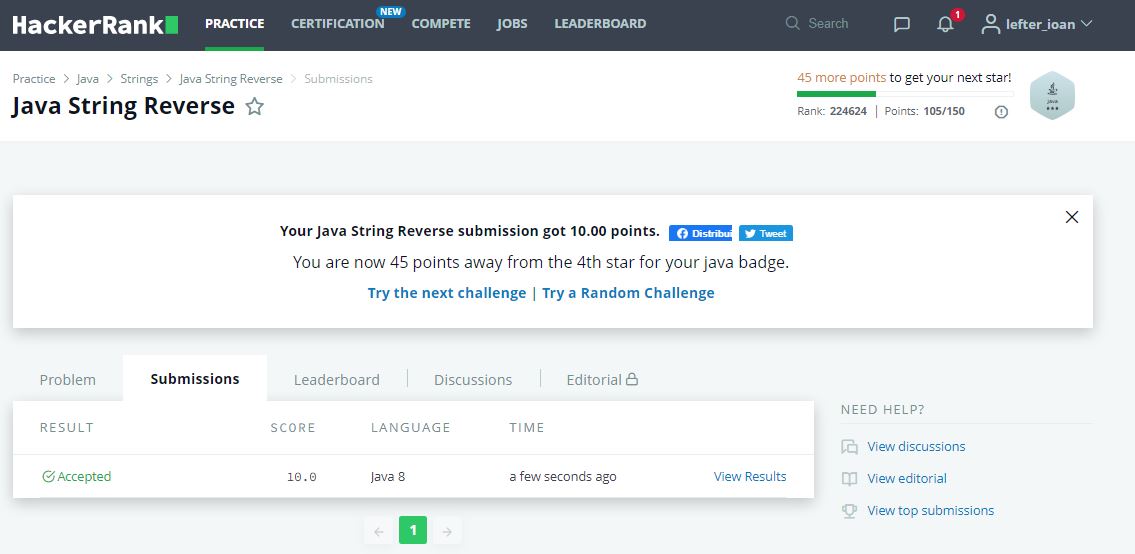 HackerRank PRACTICE CERTIFICATION NEW COMPETE JOBS LEADERBOARD Search 1 lefter_ioan
Practice > Java > Strings > Java String Reverse > Submissions
Java String Reverse
45 more points to get your next star!
Rank: 224624 | Points: 105/150
Java
Your Java String Reverse submission got 10.00 points. Distribui Tweet
You are now 45 points away from the 4th star for your java badge.
Try the next challenge | Try a Random Challenge
Problem Submissions Leaderboard Discussions Editorial
RESULT SCORE LANGUAGE TIME
Accepted 10.0 Java 8 a few seconds ago View Results
1
NEED HELP?
View discussions
View editorial
View top submissions